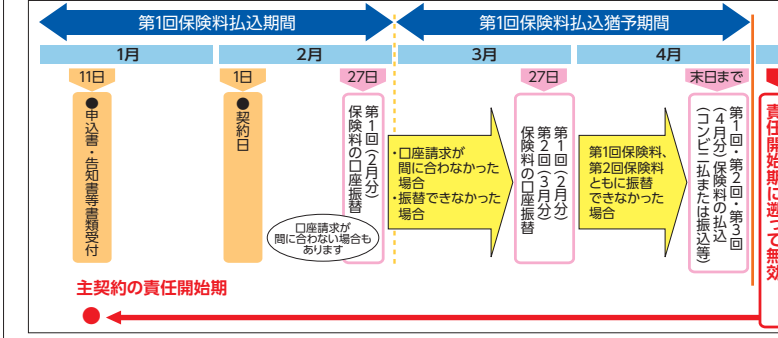 第1回保険料払込期間
第1回保険料払込猶予期間
1月
2月
3月
4月
11日
1日
27日
27日
末日まで
●申込書・告知書等書類受付
●契約日
第1回(2月分)
保険料の口座振替
口座請求が
間に合わない場合も
あります
・口座請求が
間に合わなかった
場合
・振替できなかった
場合
第1回(2月分)
第2回(3月分)
保険料の口座振替
第1回保険料、
第2回保険料
ともに振替
できなかった
場合
第1回・第2回・第3回
(4月分)保険料の払込
(コンビニ払または振込等)
責任開始期に遡って無効
主契約の責任開始期